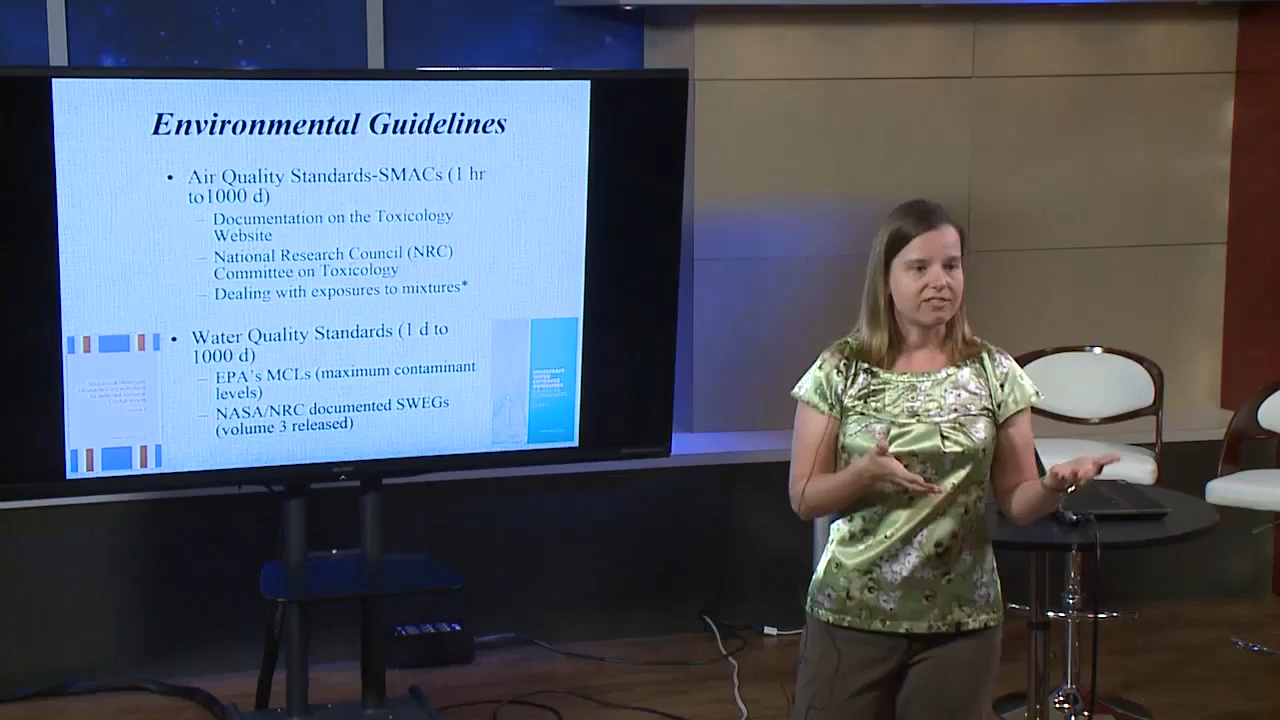 Environmental Guidelines
• Air Quality Standards-SMACs (1 hr
to1000 d)
– Documentation on the Toxicology
Website
– National Research Council (NRC)
Committee on Toxicology
– Dealing with exposures to mixtures*
• Water Quality Standards (1 d to
1000 d)
– EPA's MCLs (maximum contaminant
levels)
– NASA/NRC documented SWEGs
(volume 3 released)
SPACECRAFT
WATER
EXPOSURE
GUIDELINES